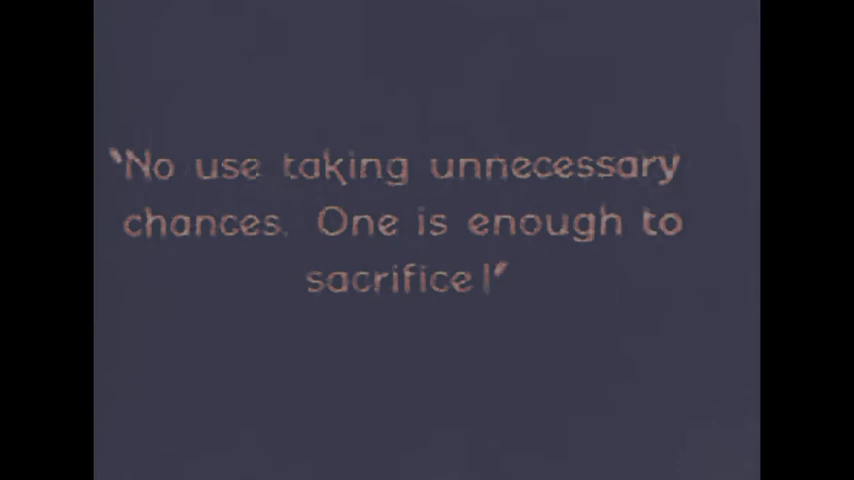 "No use taking unnecessary
chances. One is enough to
sacrifice!"